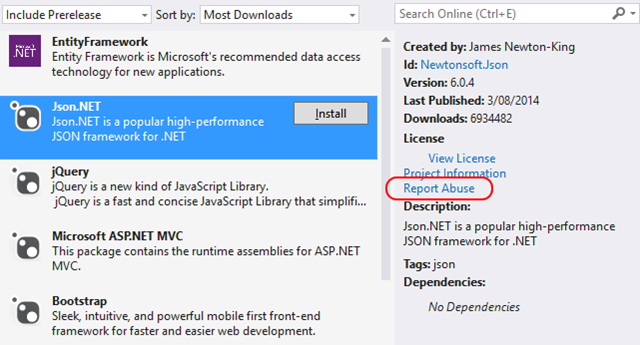 Include Prerelease
Sort by: Most Downloads
Search Online (Ctrl+E)
.NET
EntityFramework
Entity Framework is Microsoft's recommended data access
technology for new applications.
Json.NET
Json.NET is a popular high-performance
JSON framework for .NET
Install
jQuery
jQuery is a new kind of JavaScript Library.
jQuery is a fast and concise JavaScript Library that simplifi...
Microsoft ASP.NET MVC
This package contains the runtime assemblies for ASP.NET
MVC.
Bootstrap
Sleek, intuitive, and powerful mobile first front-end
framework for faster and easier web development.
Created by: James Newton-King
Id: Newtonsoft.Json
Version: 6.0.4
Last Published: 3/08/2014
Downloads: 6934482
License
View License
Project Information
Report Abuse
Description:
Json.NET is a popular high-performance
JSON framework for .NET
Tags: json
Dependencies:
No Dependencies